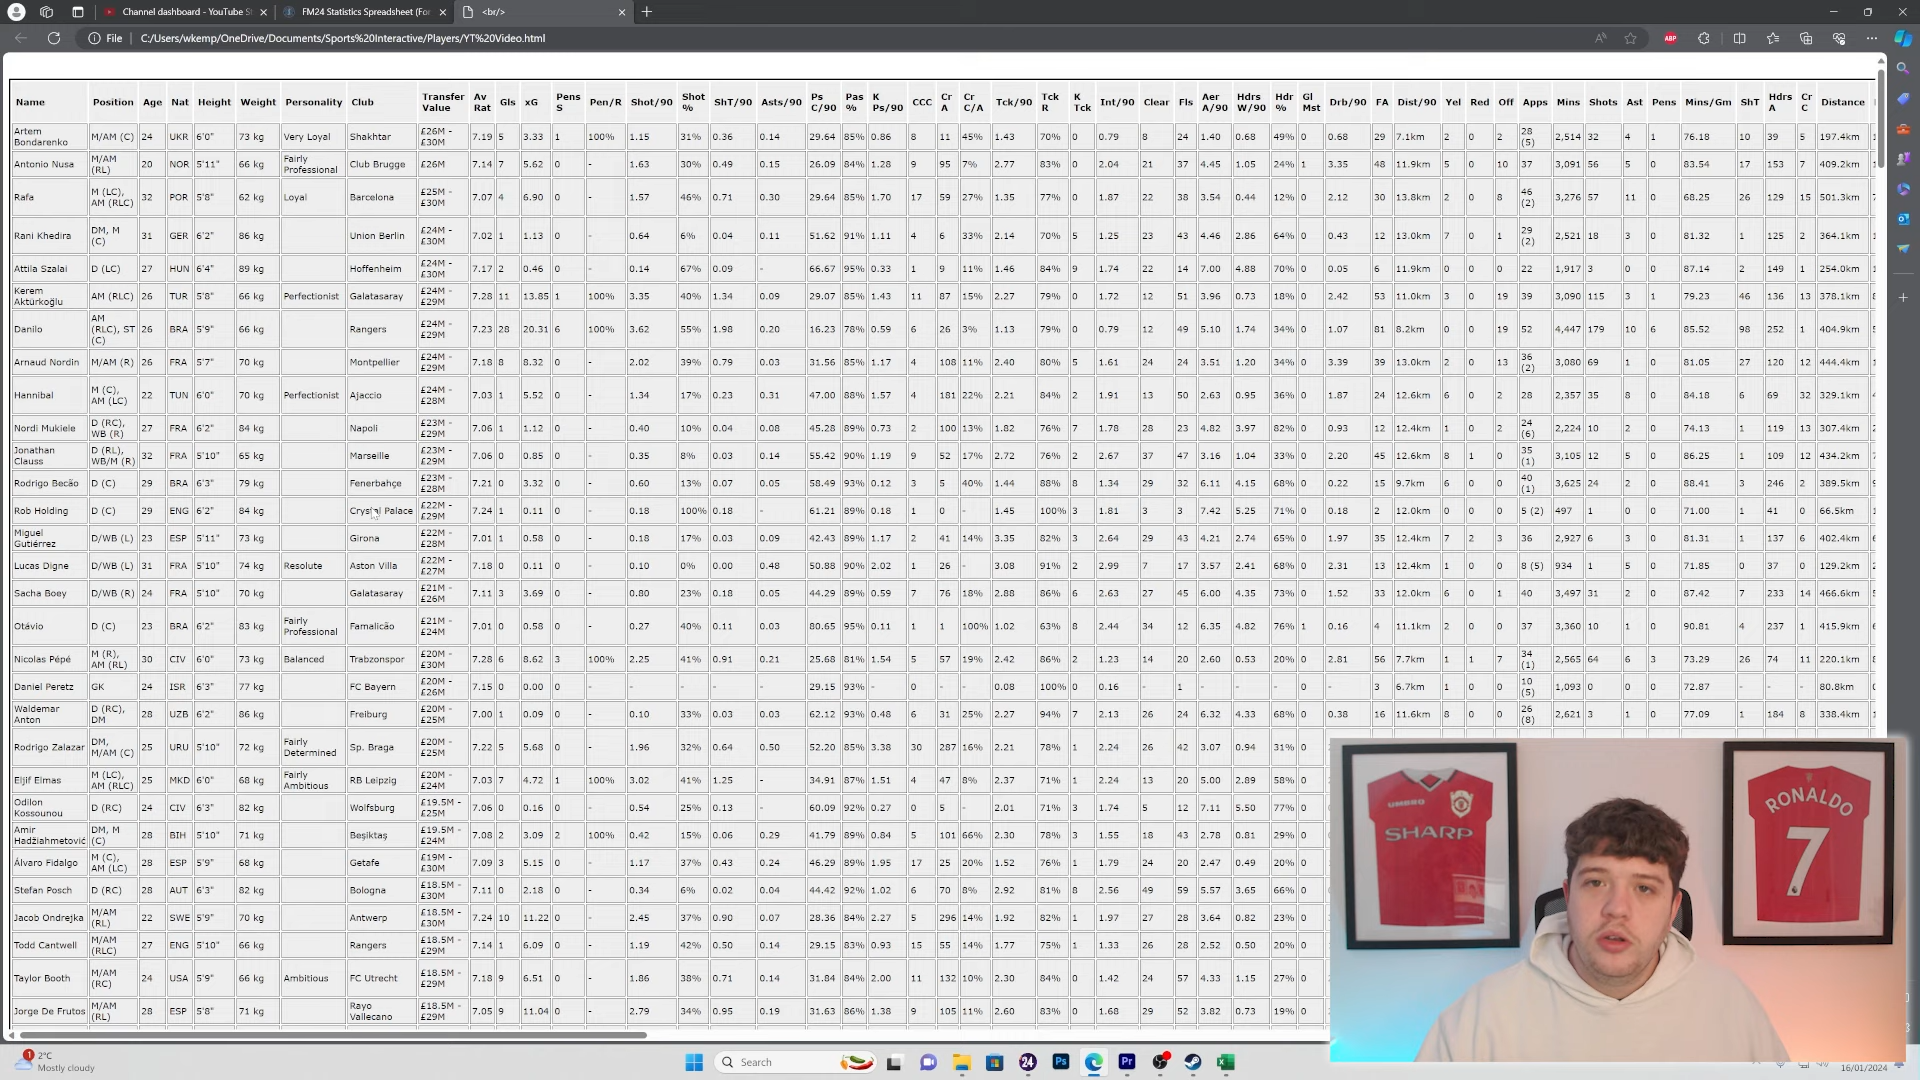 Channel dashboard - YouTube St
FM24 Statistics Spreadsheet (For
<br/>
File C:/Users/wkemp/OneDrive/Documents/Sports%20Interactive/Players/YT%20Video.html
Name Position Age Nat Height Weight Personality Club Transfer Value Av Rat Gls xG Pens S Pen/R Shot/90 Shot % ShT/90 Asts/90 Ps C/90 Pas % K Ps/90 CCC Cr A Cr C/A Tck/90 Tck R K Tck Int/90 Clear Fls Aer A/90 Hdrs W/90 Hdr % Gl Mst Drb/90 FA Dist/90 Yel Red Off Apps Mins Shots Ast Pens Mins/Gm ShT Hdrs A Cr C Distance
Artem Bondarenko M/AM (C) 24 UKR 6'0" 73 kg Very Loyal Shakhtar £26M - £30M 7.19 5 3.33 1 100% 1.15 31% 0.36 0.14 29.64 85% 0.86 8 11 45% 1.43 70% 0 0.79 8 24 1.40 0.68 49% 0 0.68 29 7.1km 2 0 2 28 (5) 2,514 32 4 1 76.18 10 39 5 197.4km
Antonio Nusa M/AM (RL) 20 NOR 5'11" 66 kg Fairly Professional Club Brugge £26M 7.14 7 5.62 0 - 1.63 30% 0.49 0.15 26.09 84% 1.28 9 95 7% 2.77 83% 0 2.04 21 37 4.45 1.05 24% 1 3.35 48 11.9km 5 0 10 37 3,091 56 5 0 83.54 17 153 7 409.2km
Rafa M (LC), AM (RLC) 32 POR 5'8" 62 kg Loyal Barcelona £25M - £30M 7.07 4 6.90 0 - 1.57 46% 0.71 0.30 29.64 85% 1.70 17 59 27% 1.35 77% 0 1.87 22 38 3.54 0.44 12% 0 2.12 30 13.8km 2 0 8 46 (2) 3,276 57 11 0 68.25 26 129 15 501.3km
Rani Khedira DM, M (C) 31 GER 6'2" 86 kg Union Berlin £24M - £30M 7.02 1 1.13 0 - 0.64 6% 0.04 0.11 51.62 91% 1.11 4 6 33% 2.14 70% 5 1.25 23 43 4.46 2.86 64% 0 0.43 12 13.0km 7 0 1 29 (2) 2,521 18 3 0 81.32 1 125 2 364.1km
Attila Szalai D (LC) 27 HUN 6'4" 89 kg Hoffenheim £24M - £30M 7.17 2 0.46 0 - 0.14 67% 0.09 - 66.67 95% 0.33 1 9 11% 1.46 84% 9 1.74 22 14 7.00 4.88 70% 0 0.05 6 11.9km 0 0 0 22 1,917 3 0 0 87.14 2 149 1 254.0km
Kerem Aktürkoğlu AM (RLC) 26 TUR 5'8" 66 kg Perfectionist Galatasaray £24M - £29M 7.28 11 13.85 1 100% 3.35 40% 1.34 0.09 29.07 85% 1.43 11 87 15% 2.27 79% 0 1.72 12 51 3.96 0.73 18% 0 2.42 53 11.0km 3 0 19 39 3,090 115 3 1 79.23 46 136 13 378.1km
Danilo AM (RLC), ST (C) 26 BRA 5'9" 66 kg Rangers £24M - £29M 7.23 28 20.31 6 100% 3.62 55% 1.98 0.20 16.23 78% 0.59 6 26 3% 1.13 79% 0 0.79 12 49 5.10 1.74 34% 0 1.07 81 8.2km 0 0 19 52 4,447 179 10 6 85.52 98 252 1 404.9km
Arnaud Nordin M/AM (R) 26 FRA 5'7" 70 kg Montpellier £24M - £29M 7.18 8 8.32 0 - 2.02 39% 0.79 0.03 31.56 85% 1.17 4 108 11% 2.40 80% 5 1.61 24 24 3.51 1.20 34% 0 3.39 39 13.0km 2 0 13 36 (2) 3,080 69 1 0 81.05 27 120 12 444.4km
Hannibal M (C), AM (LC) 22 TUN 6'0" 70 kg Perfectionist Ajaccio £24M - £28M 7.03 1 5.52 0 - 1.34 17% 0.23 0.31 47.00 88% 1.57 4 181 22% 2.21 84% 2 1.91 13 50 2.63 0.95 36% 0 1.87 24 12.6km 6 0 2 28 2,357 35 8 0 84.18 6 69 32 329.1km
Nordi Mukiele D (RC), WB (R) 27 FRA 6'2" 84 kg Napoli £23M - £29M 7.06 1 1.12 0 - 0.40 10% 0.04 0.08 45.28 89% 0.73 2 100 13% 1.82 76% 7 1.78 28 23 4.82 3.97 82% 0 0.93 12 12.4km 1 0 2 24 (6) 2,224 10 2 0 74.13 1 119 13 307.4km
Jonathan Clauss D (RL), WB/M (R) 32 FRA 5'10" 65 kg Marseille £23M - £29M 7.06 0 0.85 0 - 0.35 8% 0.03 0.14 55.42 90% 1.19 9 52 17% 2.72 76% 2 2.67 37 47 3.16 1.04 33% 0 2.20 45 12.6km 8 1 0 35 (1) 3,105 12 5 0 86.25 1 109 12 434.2km
Rodrigo Becão D (C) 29 BRA 6'3" 79 kg Fenerbahçe £23M - £28M 7.21 0 3.32 0 - 0.60 13% 0.07 0.05 58.49 93% 0.12 3 5 40% 1.44 88% 8 1.34 29 32 6.11 4.15 68% 0 0.22 15 9.7km 6 0 0 40 (1) 3,625 24 2 0 88.41 3 246 2 389.5km
Rob Holding D (C) 29 ENG 6'2" 84 kg Crystal Palace £22M - £29M 7.24 1 0.11 0 - 0.18 100% 0.18 - 61.21 89% 0.18 1 0 - 1.45 100% 3 1.81 3 3 7.42 5.25 71% 0 0.18 2 12.0km 0 0 0 5 (2) 497 1 0 0 71.00 1 41 0 66.5km
Miguel Gutiérrez D/WB (L) 23 ESP 5'11" 73 kg Girona £22M - £28M 7.01 1 0.58 0 - 0.18 17% 0.03 0.09 42.43 89% 1.17 2 41 14% 3.35 82% 3 2.64 29 43 4.21 2.74 65% 0 1.97 35 12.4km 7 2 3 36 2,927 6 3 0 81.31 1 137 6 402.4km
Lucas Digne D/WB (L) 31 FRA 5'10" 74 kg Resolute Aston Villa £22M - £27M 7.18 0 0.11 0 - 0.10 0% 0.00 0.48 50.88 90% 2.02 1 26 - 3.08 91% 2 2.99 7 17 3.57 2.41 68% 0 2.31 13 12.4km 1 0 0 8 (5) 934 1 5 0 71.85 0 37 0 129.2km
Sacha Boey D/WB (R) 24 FRA 5'10" 70 kg Galatasaray £21M - £26M 7.11 3 3.69 0 - 0.80 23% 0.18 0.05 44.29 89% 0.59 7 76 18% 2.88 86% 6 2.63 27 45 6.00 4.35 73% 0 1.52 33 12.0km 6 0 1 40 3,497 31 2 0 87.42 7 233 14 466.6km
Otávio D (C) 23 BRA 6'2" 83 kg Fairly Professional Famalicão £21M - £24M 7.01 0 0.58 0 - 0.27 40% 0.11 0.03 80.65 95% 0.11 1 1 100% 1.02 63% 8 2.44 34 12 6.35 4.82 76% 1 0.16 4 11.1km 2 0 0 37 3,360 10 1 0 90.81 4 237 1 415.9km
Nicolas Pépé M (R), AM (RL) 30 CIV 6'0" 73 kg Balanced Trabzonspor £20M - £30M 7.28 6 8.62 3 100% 2.25 41% 0.91 0.21 25.68 81% 1.54 5 57 19% 2.42 86% 2 1.23 14 20 2.60 0.53 20% 0 2.81 56 7.7km 1 1 7 34 (1) 2,565 64 6 3 73.29 26 74 11 220.1km
Daniel Peretz GK 24 ISR 6'3" 77 kg FC Bayern £20M - £26M 7.15 0 0.00 0 - - - - - 29.15 93% - 0 0 - 0.08 100% 0 0.16 - 1 - - - 0 - 3 6.7km 1 0 0 10 (5) 1,093 0 0 0 72.87 - - - 80.8km
Waldemar Anton D (RC), DM 28 UZB 6'2" 86 kg Freiburg £20M - £25M 7.00 1 0.09 0 - 0.10 33% 0.03 0.03 62.12 93% 0.48 6 31 25% 2.27 94% 7 2.13 26 24 6.32 4.33 68% 0 0.38 16 11.6km 8 0 0 26 (8) 2,621 3 1 0 77.09 1 184 8 338.4km
Rodrigo Zalazar DM, M/AM (C) 25 URU 5'10" 72 kg Fairly Determined Sp. Braga £20M - £25M 7.22 5 5.68 0 - 1.96 32% 0.64 0.50 52.20 85% 3.38 30 287 16% 2.21 78% 1 2.24 26 42 3.07 0.94 31% 0
Eljif Elmas M (LC), AM (RLC) 25 MKD 6'0" 68 kg Fairly Ambitious RB Leipzig £20M - £24M 7.03 7 4.72 1 100% 3.02 41% 1.25 - 34.91 87% 1.51 4 47 8% 2.37 71% 1 2.24 13 20 5.00 2.89 58% 0
Odilon Kossounou D (RC) 24 CIV 6'3" 82 kg Wolfsburg £19.5M - £25M 7.06 0 0.16 0 - 0.54 25% 0.13 - 60.09 92% 0.27 0 5 - 2.01 71% 3 1.74 5 12 7.11 5.50 77% 0
Amir Hadžiahmetović DM, M (C) 28 BIH 5'10" 71 kg Beşiktaş £19.5M - £24M 7.08 2 3.09 2 100% 0.42 15% 0.06 0.29 41.79 89% 0.84 5 101 66% 2.30 78% 3 1.55 18 43 2.78 0.81 29% 0
Álvaro Fidalgo M (C), AM (LC) 28 ESP 5'9" 68 kg Getafe £19M - £30M 7.09 3 5.15 0 - 1.17 37% 0.43 0.24 46.29 89% 1.95 17 25 20% 1.52 76% 1 1.79 24 20 2.47 0.49 20% 0
Stefan Posch D (RC) 28 AUT 6'3" 82 kg Bologna £18.5M - £30M 7.11 0 2.18 0 - 0.34 6% 0.02 0.04 44.42 92% 1.02 6 70 8% 2.92 81% 8 2.56 49 59 5.57 3.65 66% 0
Jacob Ondrejka M/AM (RL) 22 SWE 5'9" 70 kg Antwerp £18.5M - £30M 7.24 10 11.22 0 - 2.45 37% 0.90 0.07 28.36 84% 2.27 5 296 14% 1.92 82% 1 1.97 27 28 3.64 0.82 23% 0
Todd Cantwell M/AM (RLC) 27 ENG 5'10" 66 kg Rangers £18.5M - £29M 7.14 1 6.09 0 - 1.19 42% 0.50 0.14 29.15 83% 0.93 15 55 14% 1.77 75% 1 1.33 26 28 2.52 0.50 20% 0
Taylor Booth M/AM (RC) 24 USA 5'9" 66 kg Ambitious FC Utrecht £18.5M - £29M 7.18 9 6.51 0 - 1.86 38% 0.71 0.14 31.84 84% 2.00 11 132 10% 2.30 84% 0 1.42 24 57 4.33 1.15 27% 0
Jorge De Frutos M/AM (RL) 28 ESP 5'8" 71 kg Rayo Vallecano £18.5M - £29M 7.05 9 11.04 0 - 2.79 34% 0.95 0.19 31.63 86% 1.38 9 105 11% 2.60 83% 0 1.68 29 52 3.82 0.73 19% 0
UMBRO
SHARP
RONALDO
7
2°C
Mostly cloudy
Search
16/01/2024